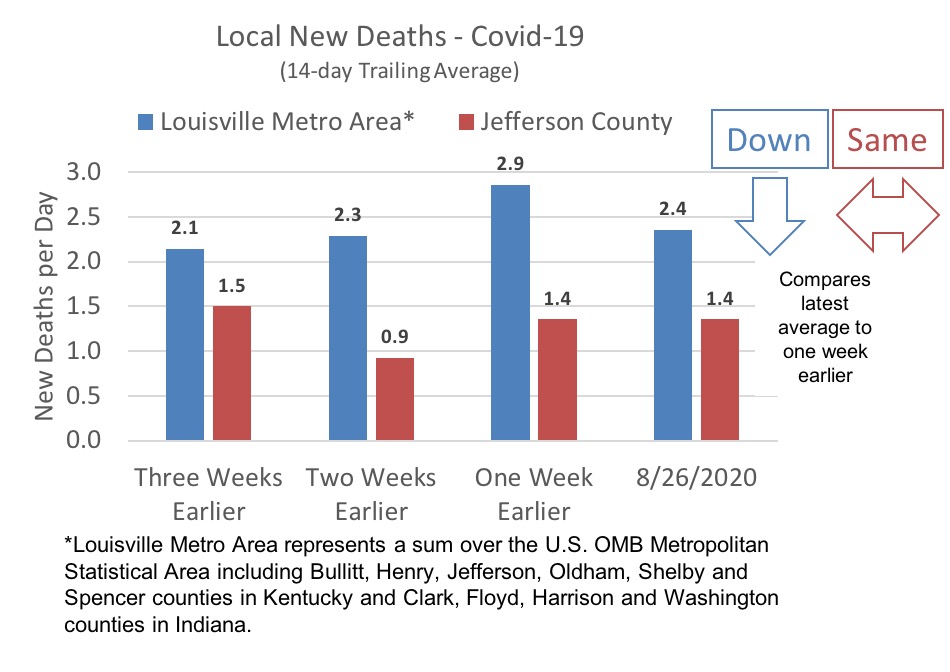 Local New Deaths - Covid-19
(14-day Trailing Average)
Louisville Metro Area* Jefferson County
Down Same
3.0
2.5
2.0
1.5
1.0
0.5
0.0
New Deaths per Day
2.1
1.5
2.3
0.9
2.9
1.4
2.4
1.4
Compares
latest
average to
one week
earlier
Three Weeks
Earlier
Two Weeks
Earlier
One Week
Earlier
8/26/2020
*Louisville Metro Area represents a sum over the U.S. OMB Metropolitan
Statistical Area including Bullitt, Henry, Jefferson, Oldham, Shelby and
Spencer counties in Kentucky and Clark, Floyd, Harrison and Washington
counties in Indiana.